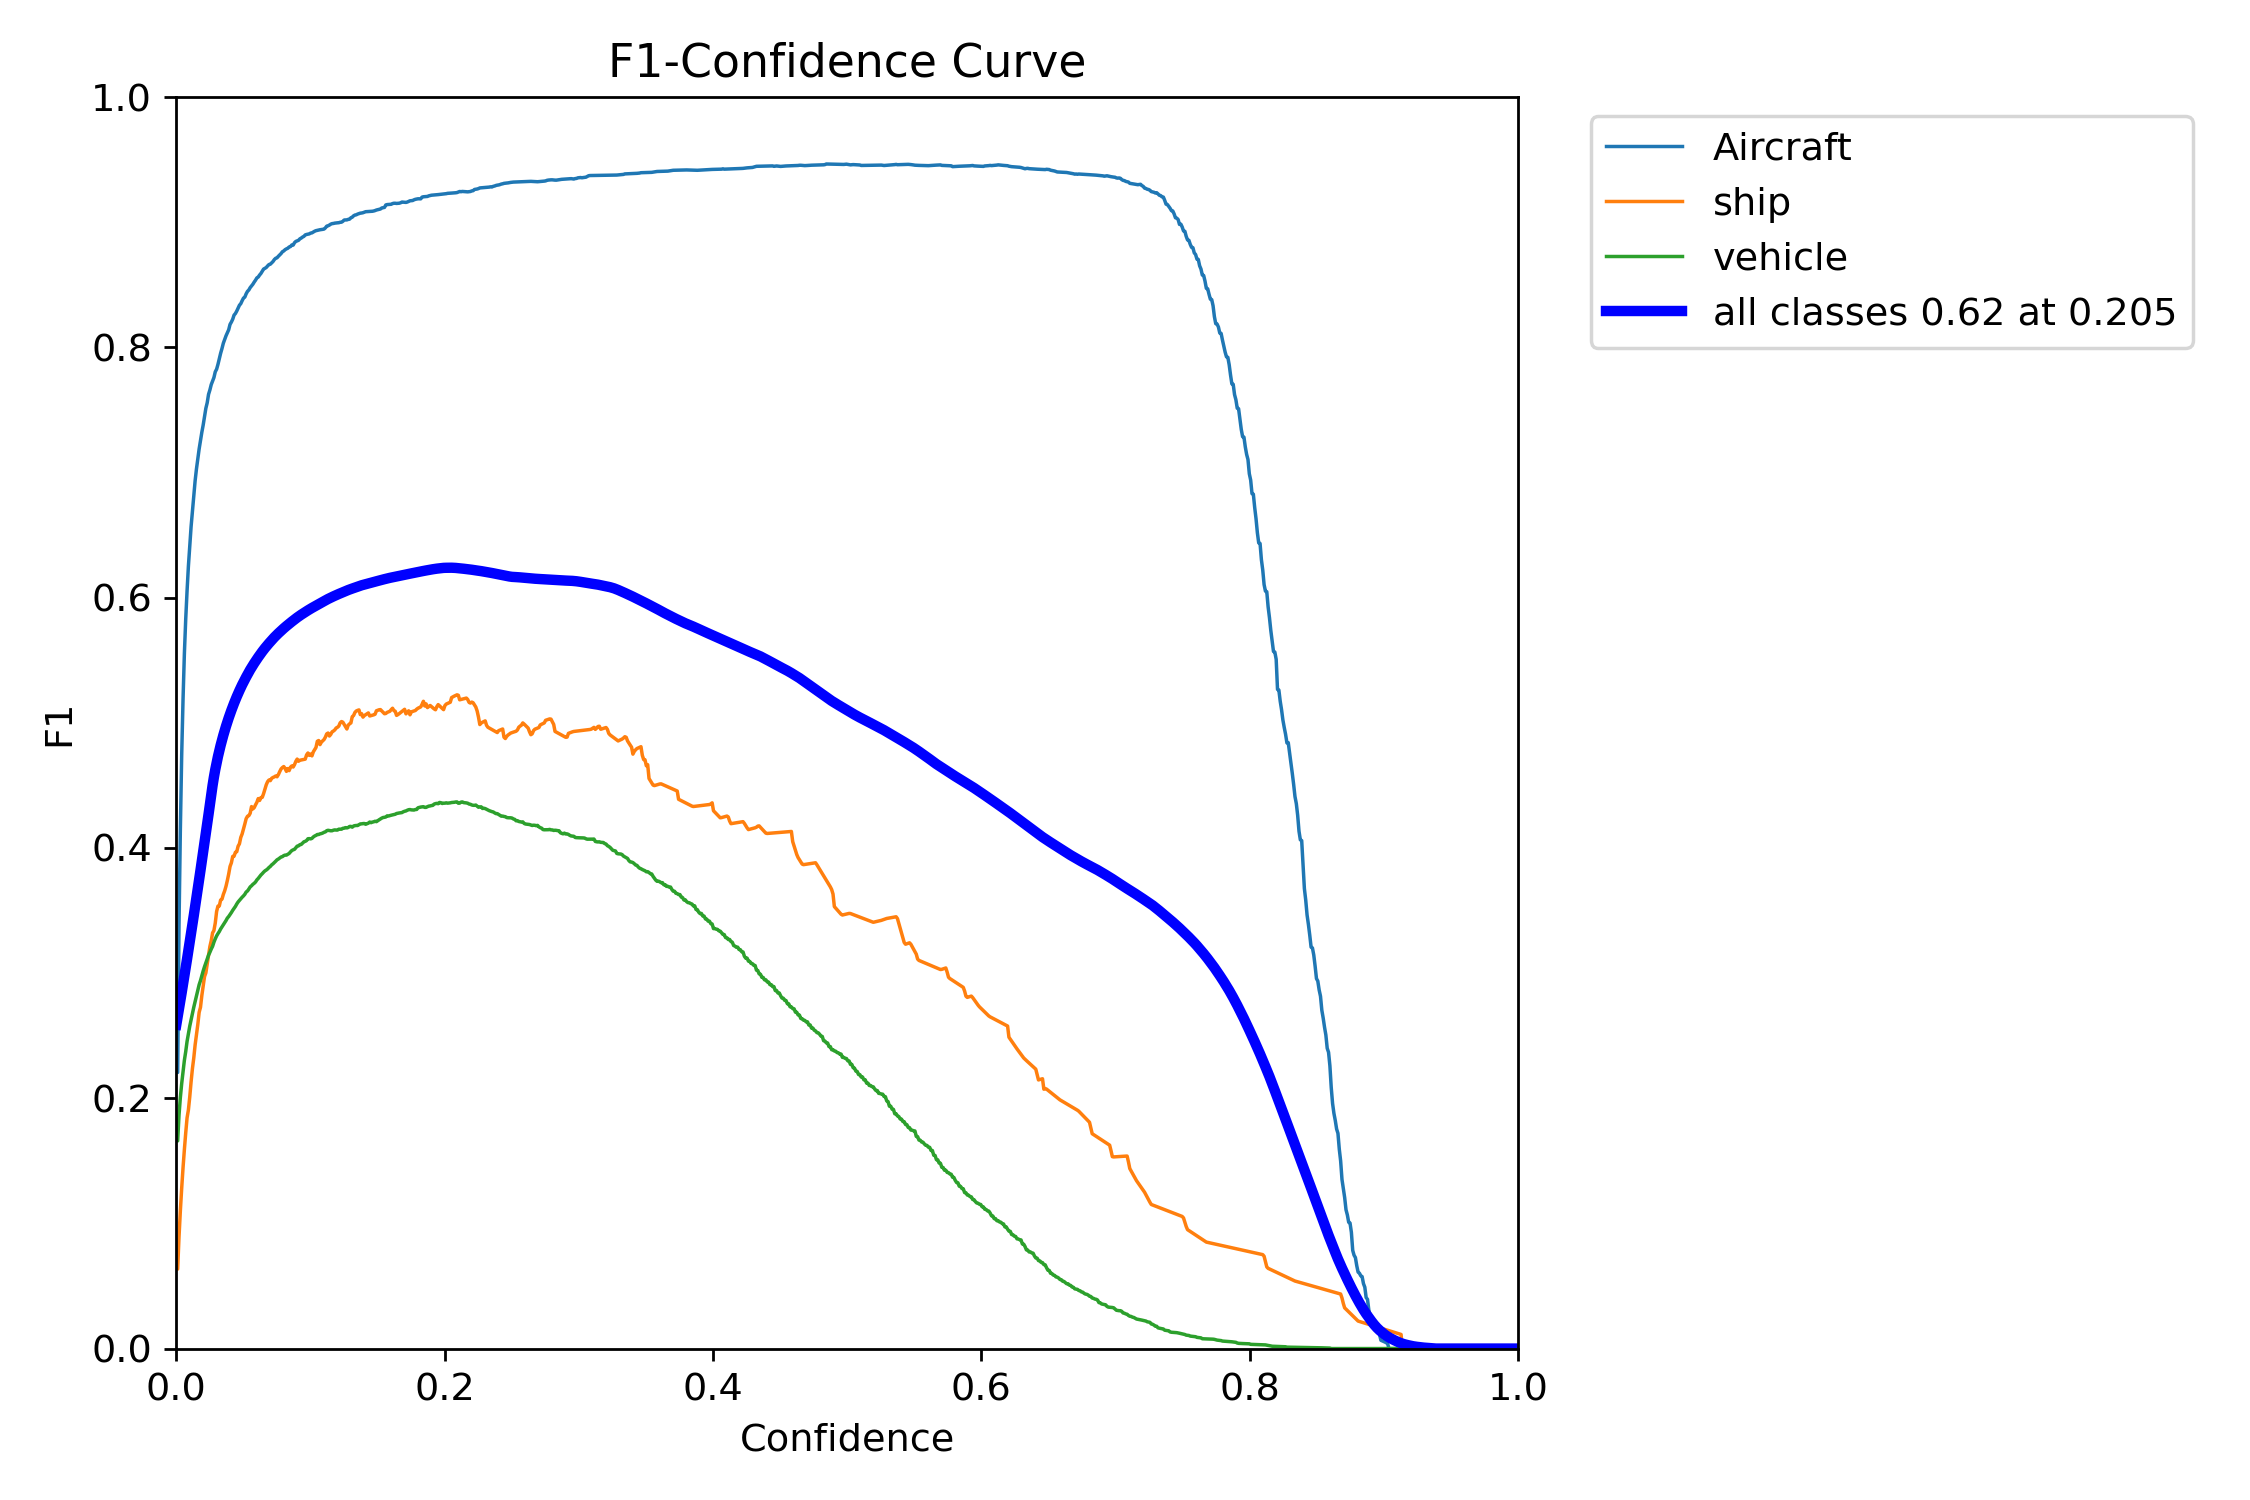 F1-Confidence Curve
1.0
0.8
0.6
0.4
0.2
0.0
F1
0.0 0.2 0.4 0.6 0.8 1.0
Confidence
Aircraft
ship
vehicle
all classes 0.62 at 0.205